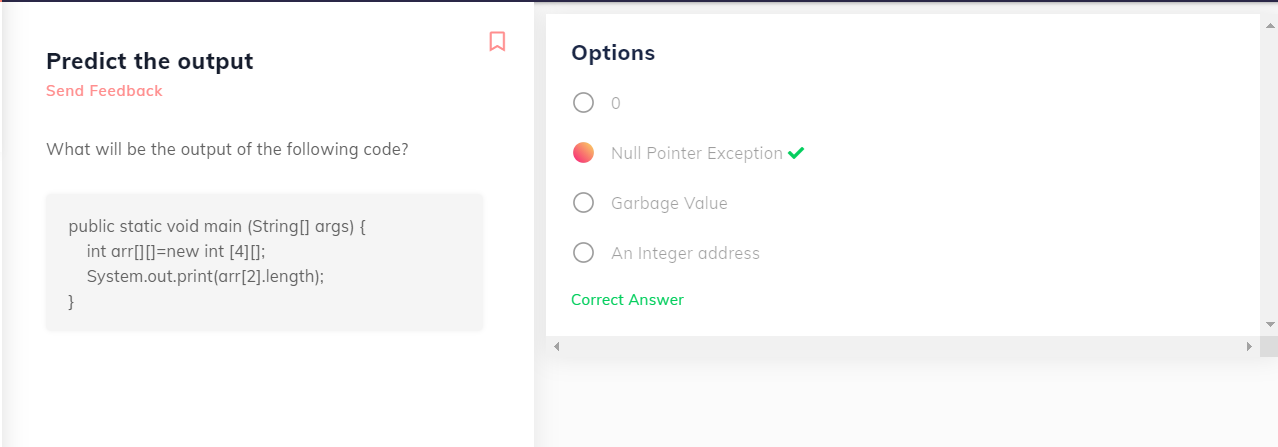 Predict the output
Send Feedback
What will be the output of the following code?
public static void main (String[] args) {
int arr[][]=new int [4][];
System.out.print(arr[2].length);
}
Options
0
Null Pointer Exception
Garbage Value
An Integer address
Correct Answer